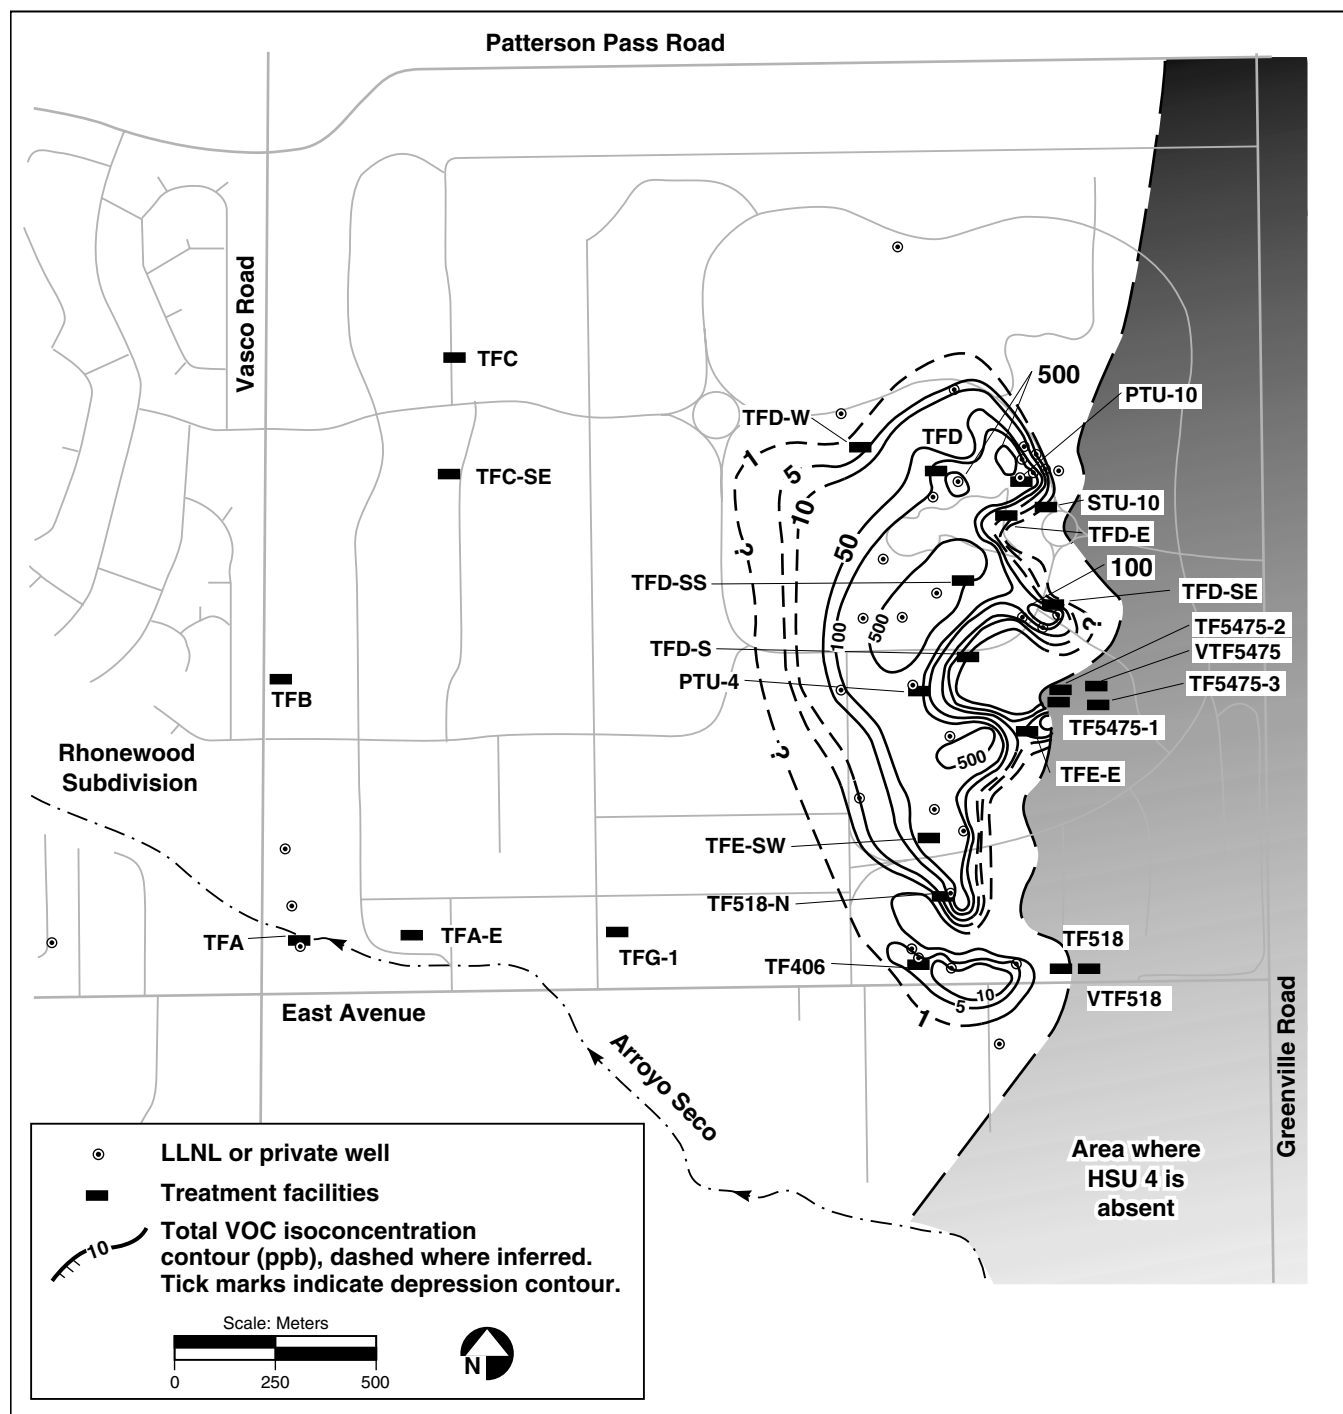 Patterson Pass Road
Vasco Road
TFC
TFC-SE
500
PTU-10
TFD-W
TFD
1
5
10
50
?
STU-10
TFD-E
100
TFD-SS
TFD-SE
?
500
100
TF5475-2
VTF5475
TFD-S
TF5475-3
PTU-4
TFB
TF5475-1
?
500
TFE-E
Rhonewood
Subdivision
TFE-SW
TF518-N
TFA
TFA-E
TFG-1
TF406
TF518
VTF518
10
5
1
East Avenue
Arroyo Seco
Greenville Road
Area where
HSU 4 is
absent
LLNL or private well
Treatment facilities
10
Total VOC isoconcentration
contour (ppb), dashed where inferred.
Tick marks indicate depression contour.
Scale: Meters
0 250 500
N